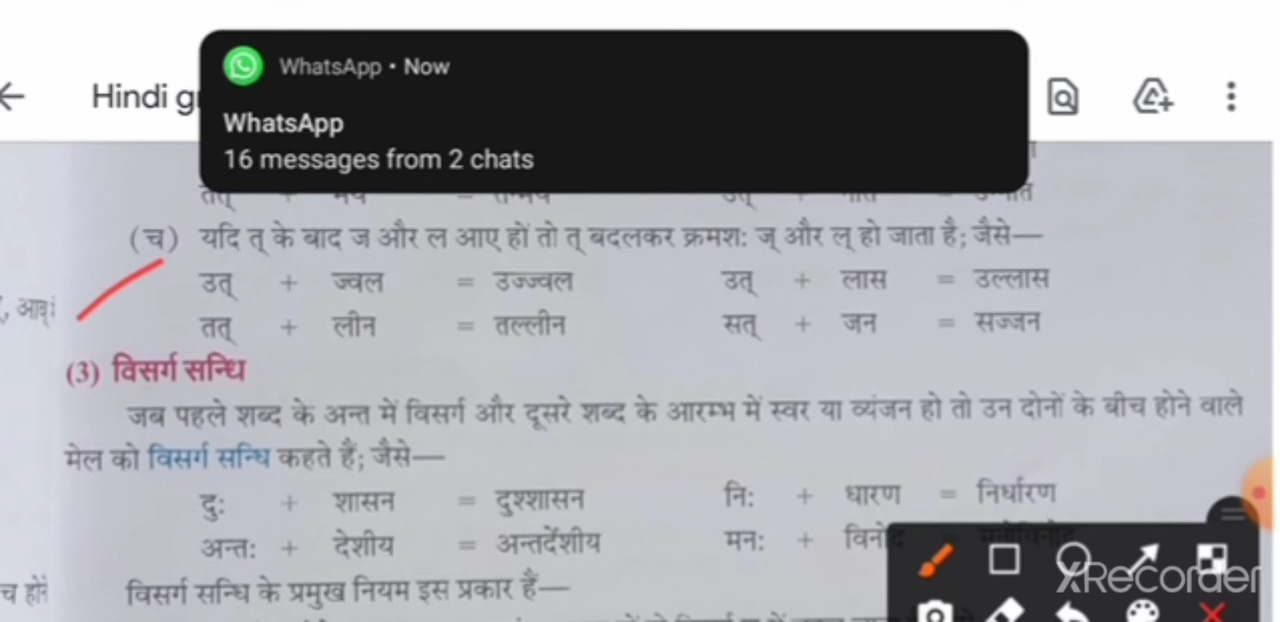 WhatsApp • Now
Hindi
WhatsApp
16 messages from 2 chats
(च) यदि त् के बाद ज और ल आए हों तो त् बदलकर क्रमशः ज् और ल् हो जाता है; जैसे—
उत् + ज्वल = उज्ज्वल उत् + लास = उल्लास
तत् + लीन = तल्लीन सत् + जन = सज्जन
(3) विसर्ग सन्धि
जब पहले शब्द के अन्त में विसर्ग और दूसरे शब्द के आरम्भ में स्वर या व्यंजन हो तो उन दोनों के बीच होने वाले
मेल को विसर्ग सन्धि कहते हैं; जैसे—
दुः + शासन = दुश्शासन निः + धारण = निर्धारण
अन्तः + देशीय = अन्तर्देशीय मनः + विनोद = मनोविनोद
विसर्ग सन्धि के प्रमुख नियम इस प्रकार हैं—
XRecorder